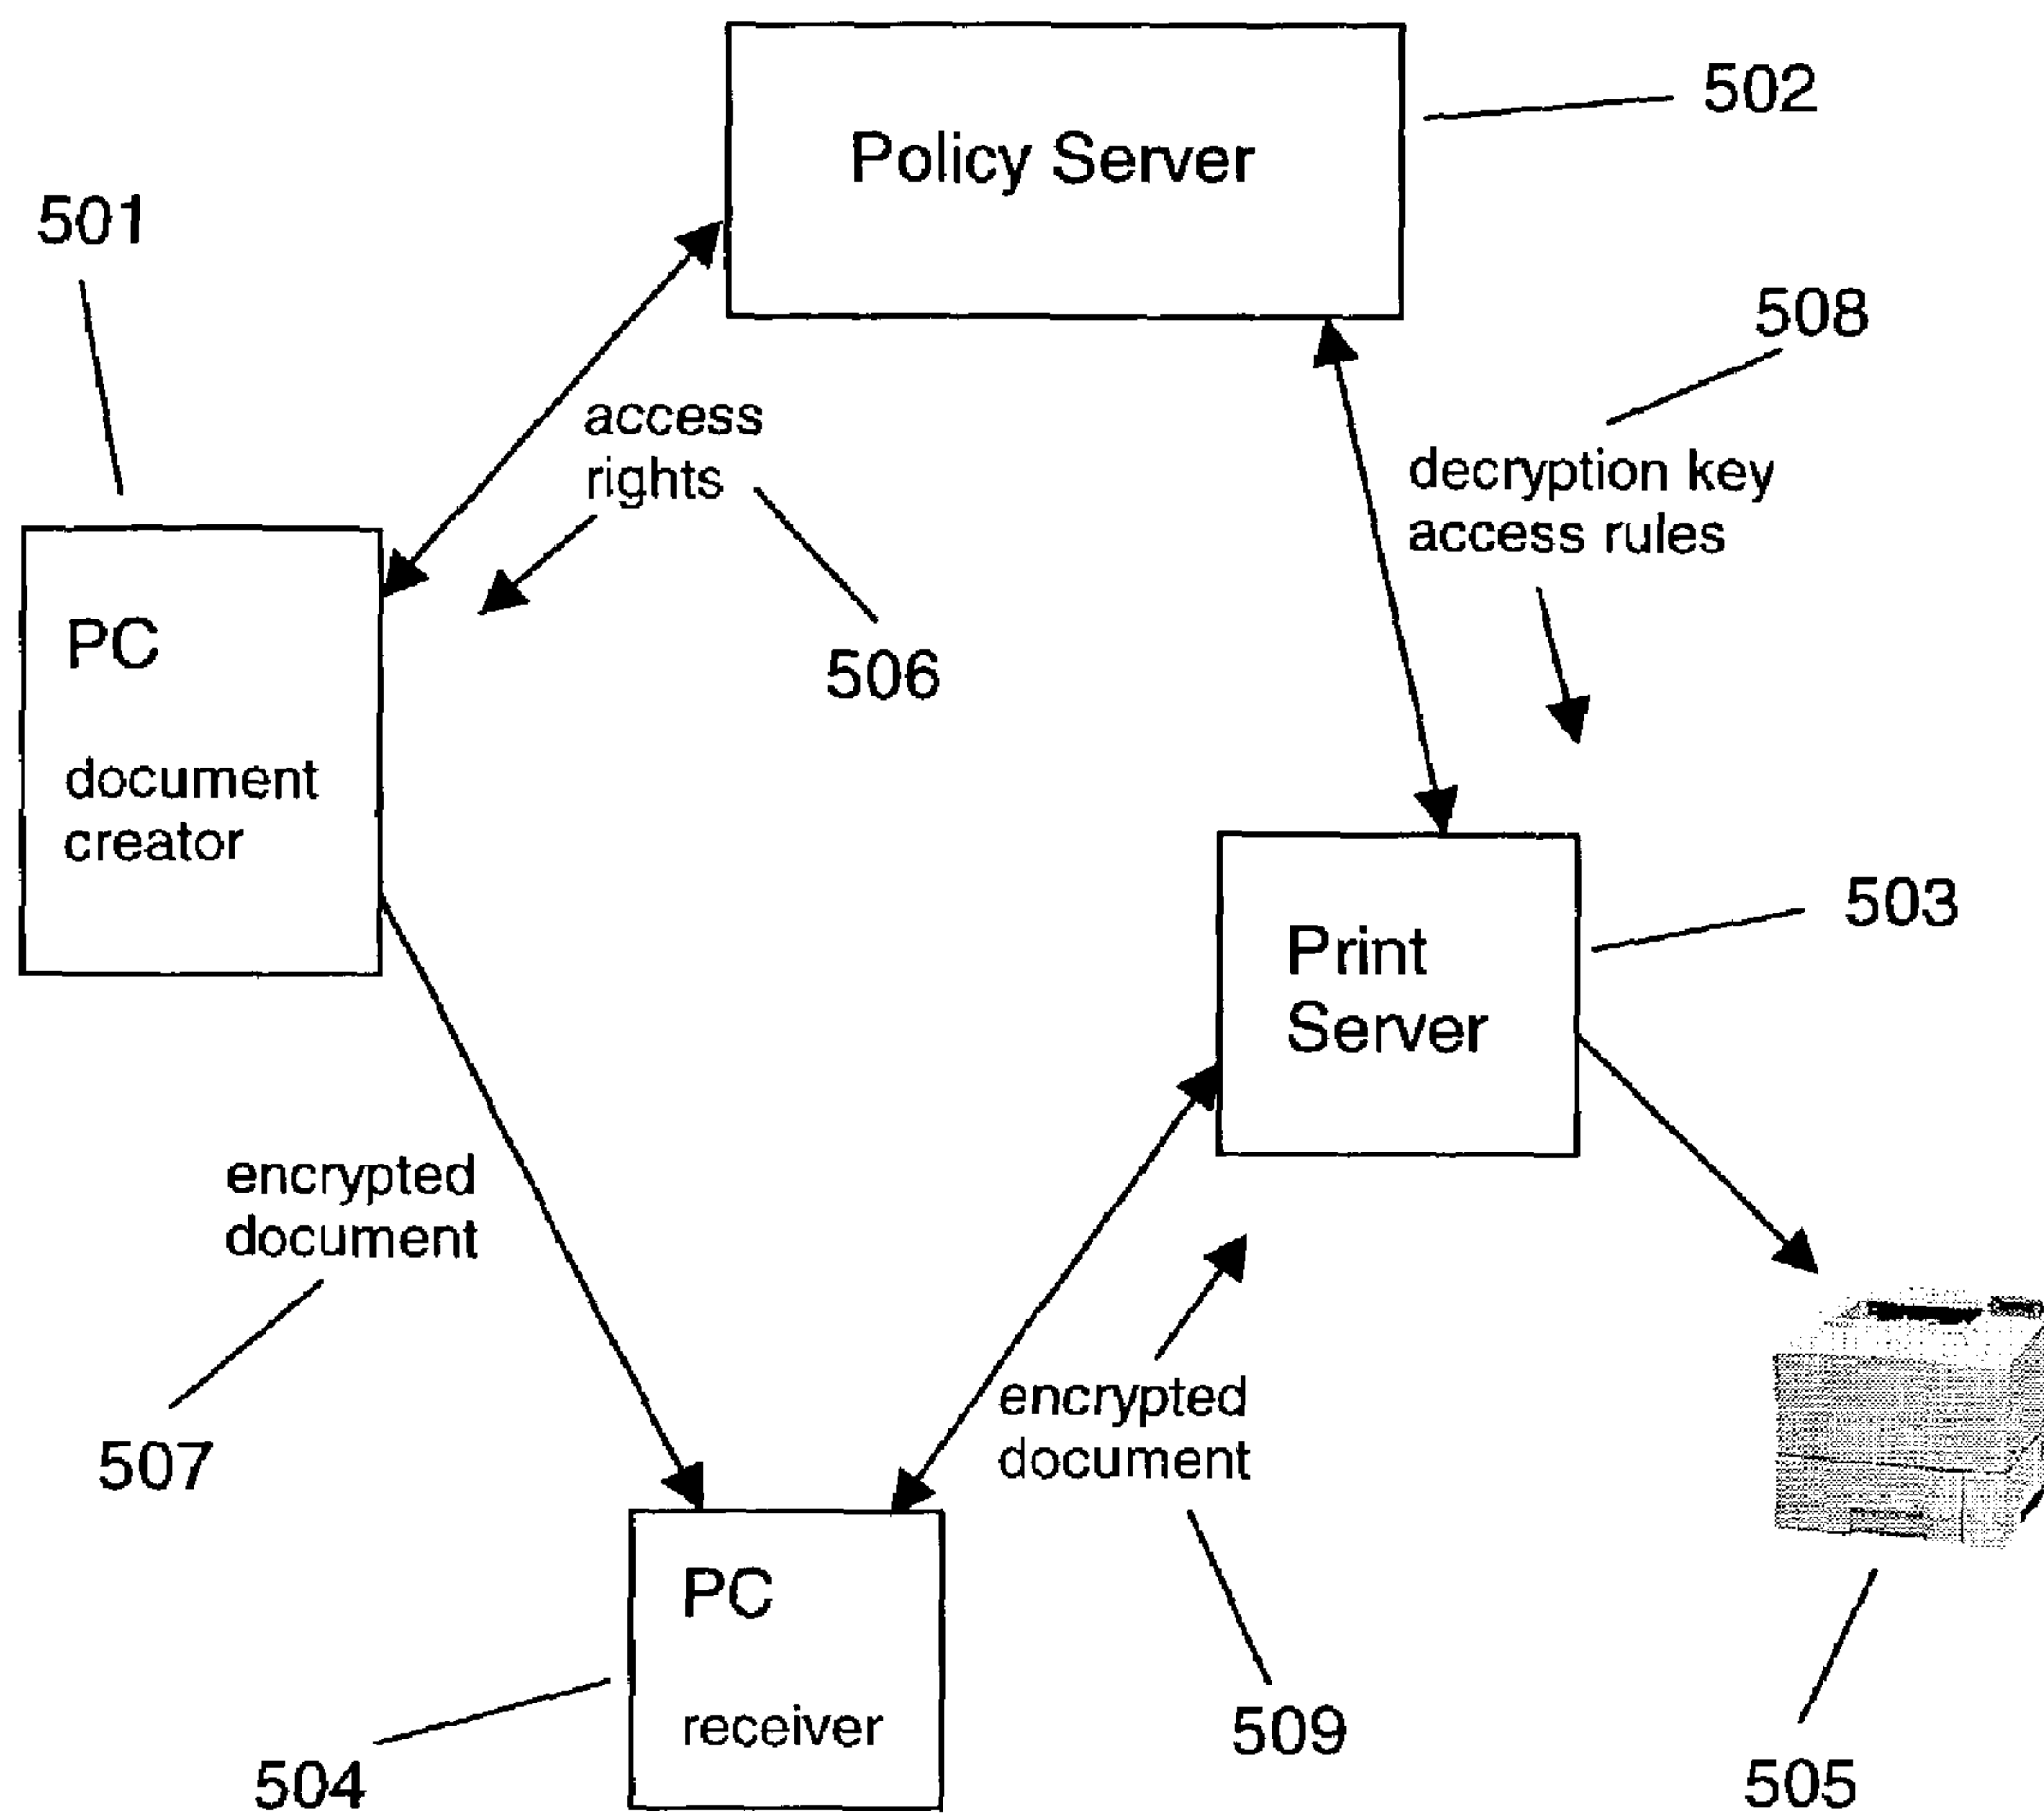 Policy Server
502
501
508
access
rights
decryption key
access rules
506
PC
document
creator
503
Print
Server
encrypted
document
507
encrypted
document
PC
receiver
504
509
505